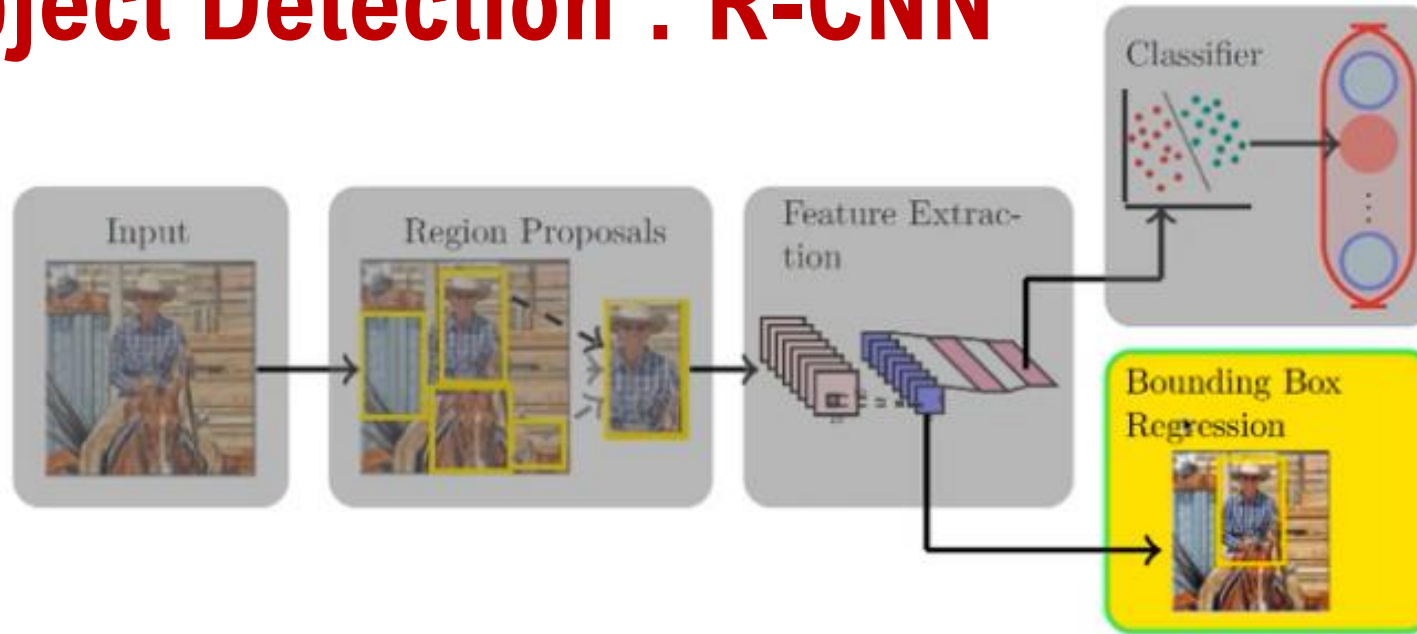 ject Detection : R-CNN
Input
Region Proposals
Feature Extrac-
tion
Classifier
Bounding Box
Regression